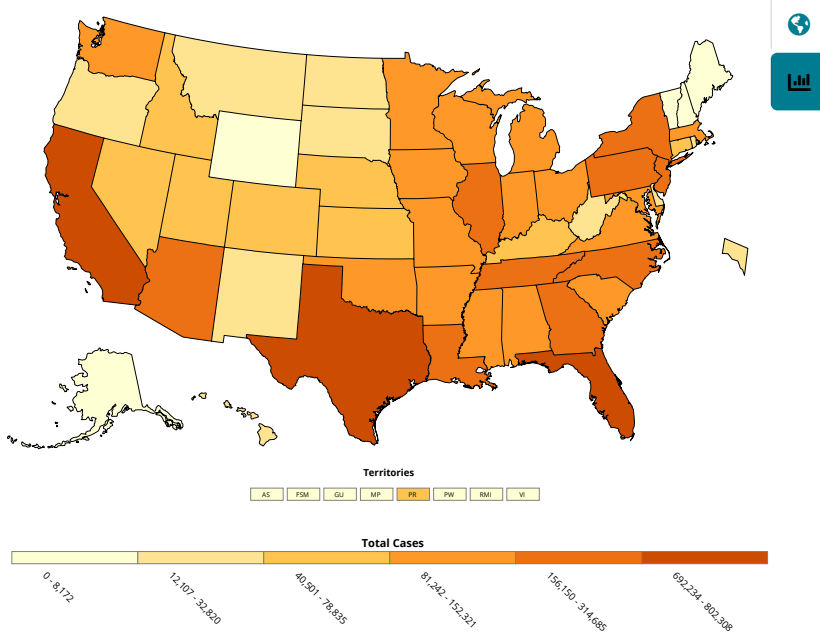 Territories
AS FSM GU MP PR PW RMI VI
Total Cases
0 - 8,172
12,107 - 32,820
40,501 - 78,835
81,242 - 152,321
156,150 - 314,685
692,234 - 802,308